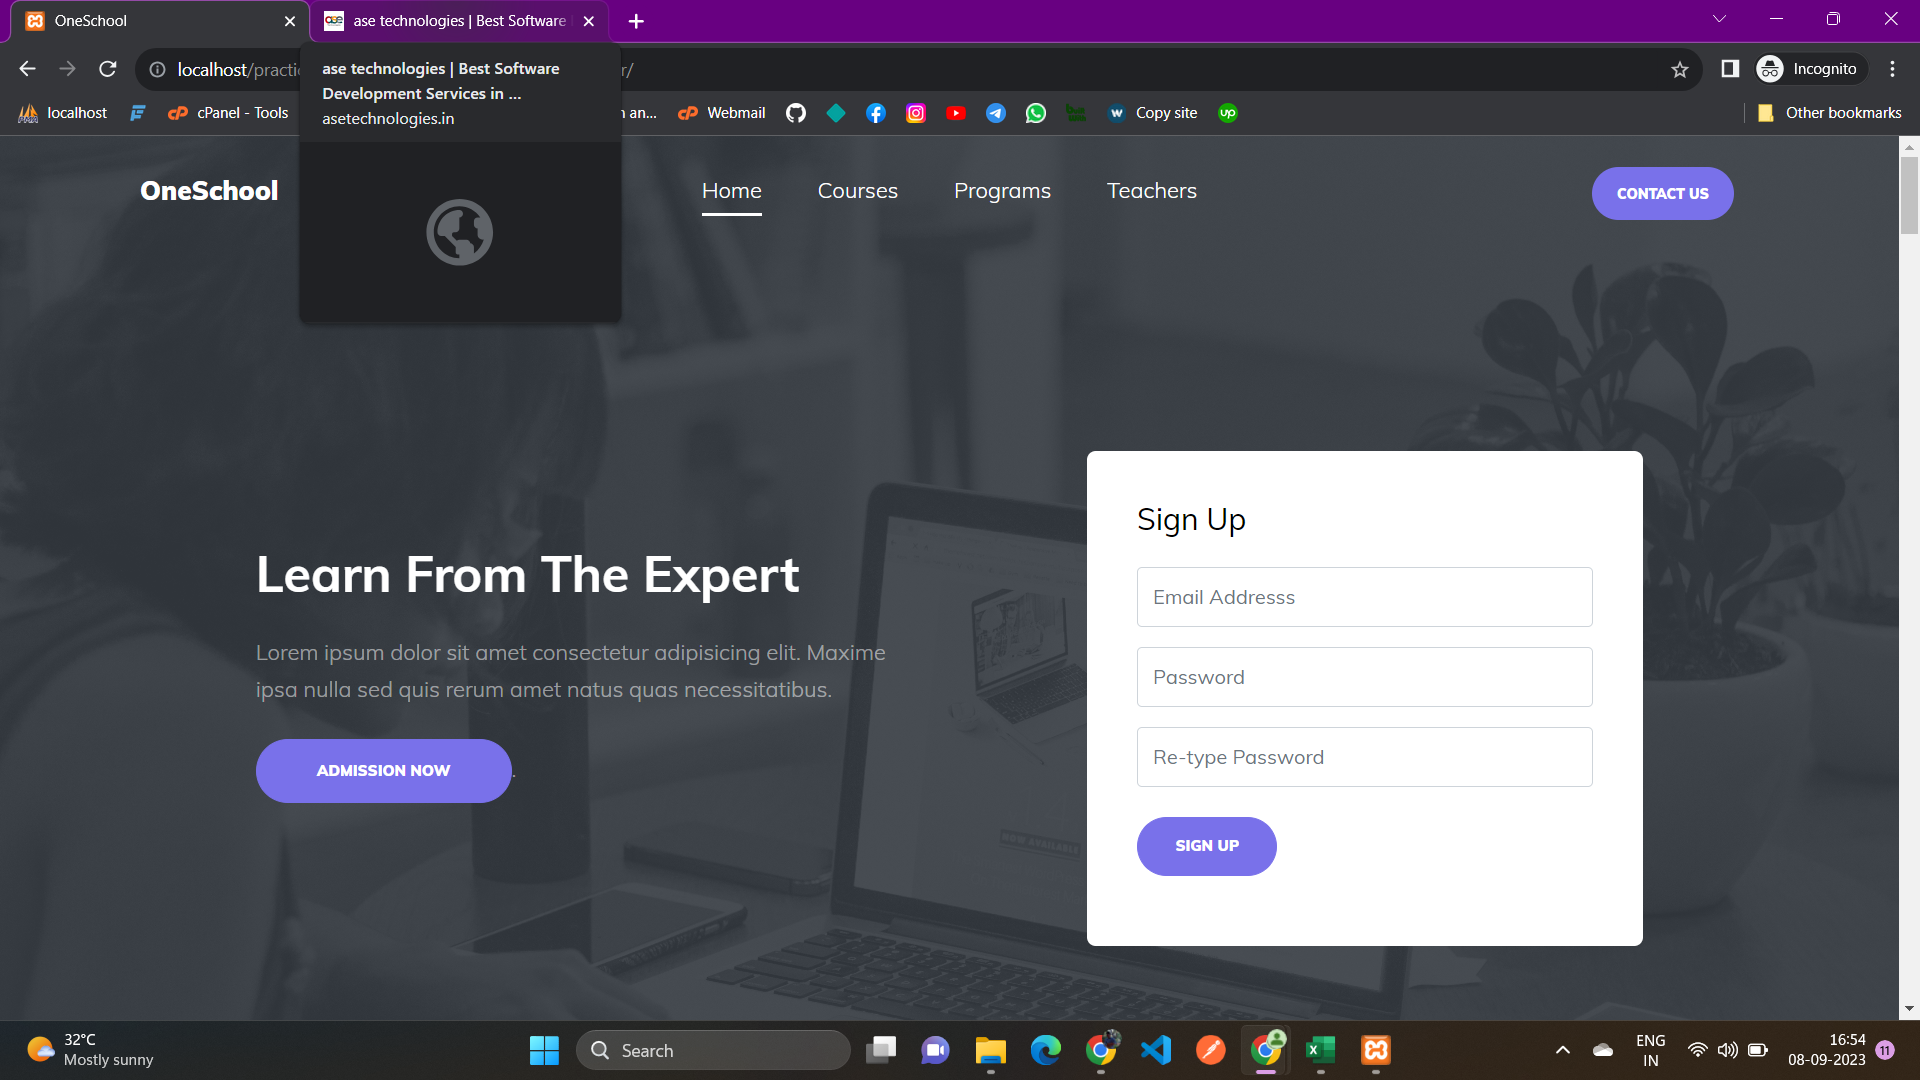 OneSchool
ase technologies | Best Software
localhost/practic
r/
Incognito
ase technologies | Best Software
Development Services in ...
asetechnologies.in
localhost
cPanel - Tools
n an...
Webmail
Copy site
Other bookmarks
OneSchool
Home
Courses
Programs
Teachers
CONTACT US
Learn From The Expert
Lorem ipsum dolor sit amet consectetur adipisicing elit. Maxime
ipsa nulla sed quis rerum amet natus quas necessitatibus.
ADMISSION NOW
.
Sign Up
Email Addresss
Password
Re-type Password
SIGN UP
NOW AVAILABLE
32°C
Mostly sunny
Search
ENG
IN
16:54
08-09-2023
11